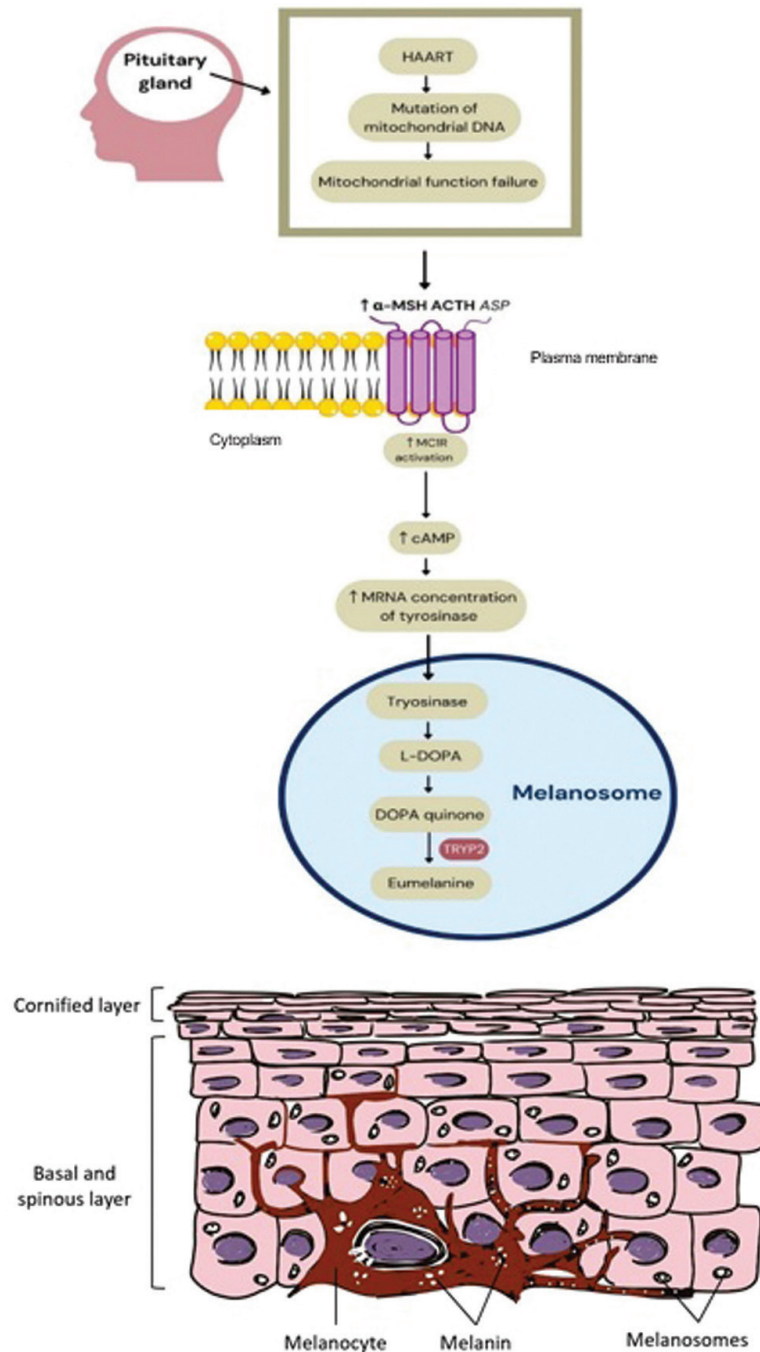 Pituitary
gland
HAART
Mutation of
mitochondrial DNA
Mitochondrial function failure
↑ α-MSH ACTH ASP
Plasma membrane
Cytoplasm
↑ MC1R
activation
↑ cAMP
↑ MRNA concentration
of tyrosinase
Tryosinase
L-DOPA
DOPA quinone
TRYP2
Eumelanine
Melanosome
Cornified layer
Basal and
spinous layer
Melanocyte
Melanin
Melanosomes